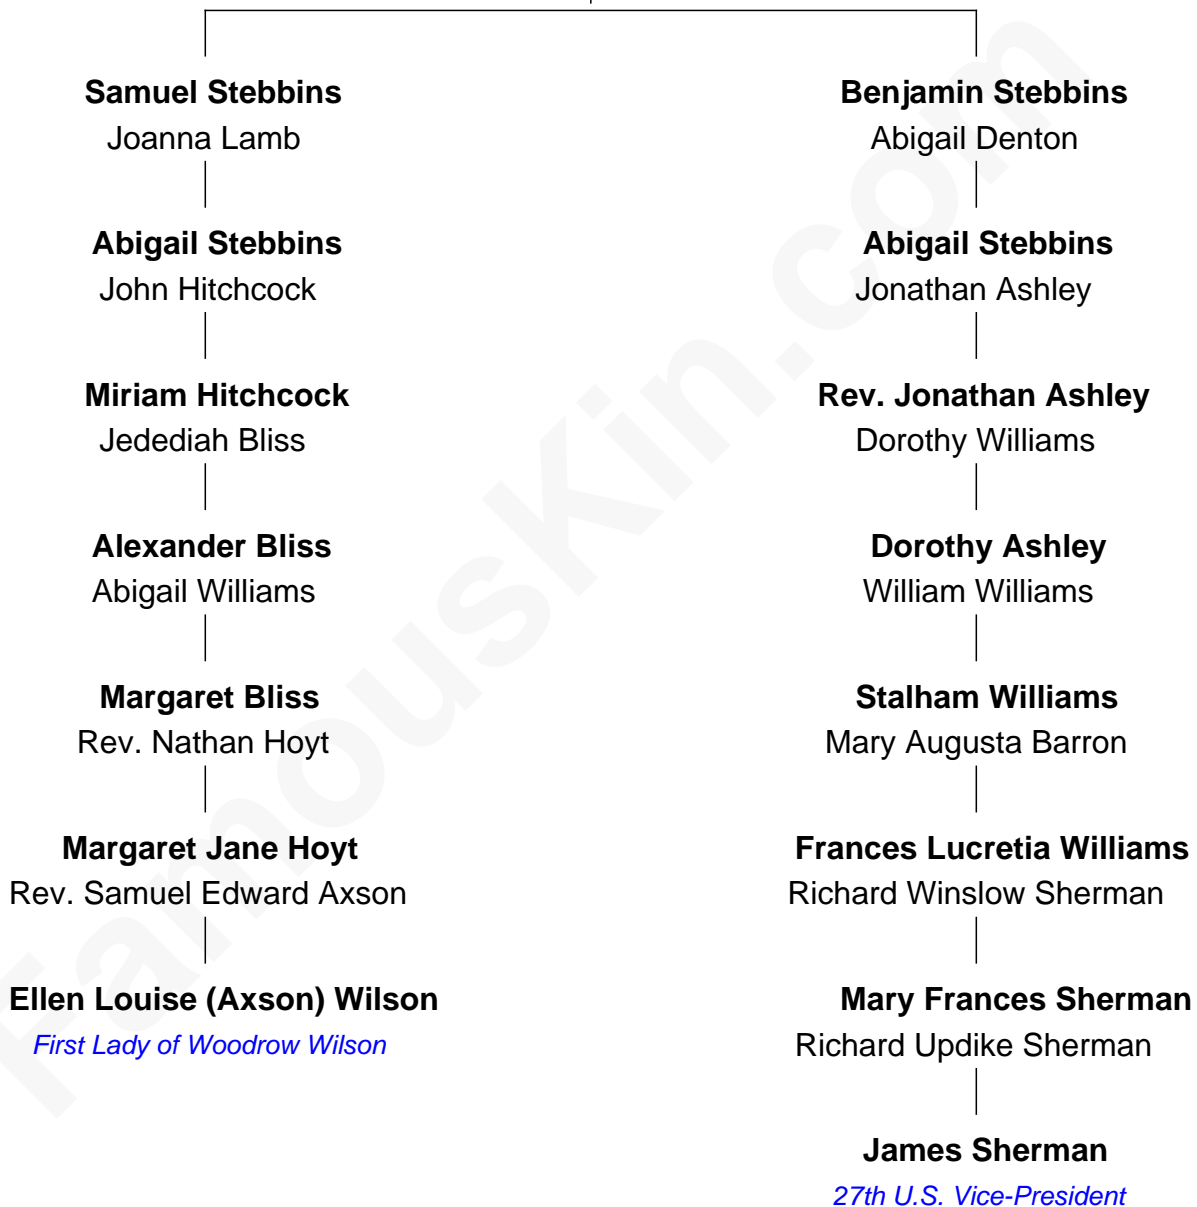 Samuel Stebbins
Joanna Lamb
Abigail Stebbins
John Hitchcock
Miriam Hitchcock
Jedediah Bliss
Alexander Bliss
Abigail Williams
Margaret Bliss
Rev. Nathan Hoyt
Margaret Jane Hoyt
Rev. Samuel Edward Axson
Ellen Louise (Axson) Wilson
First Lady of Woodrow Wilson
Benjamin Stebbins
Abigail Denton
Abigail Stebbins
Jonathan Ashley
Rev. Jonathan Ashley
Dorothy Williams
Dorothy Ashley
William Williams
Stalham Williams
Mary Augusta Barron
Frances Lucretia Williams
Richard Winslow Sherman
Mary Frances Sherman
Richard Updike Sherman
James Sherman
27th U.S. Vice-President
FamousKin.com